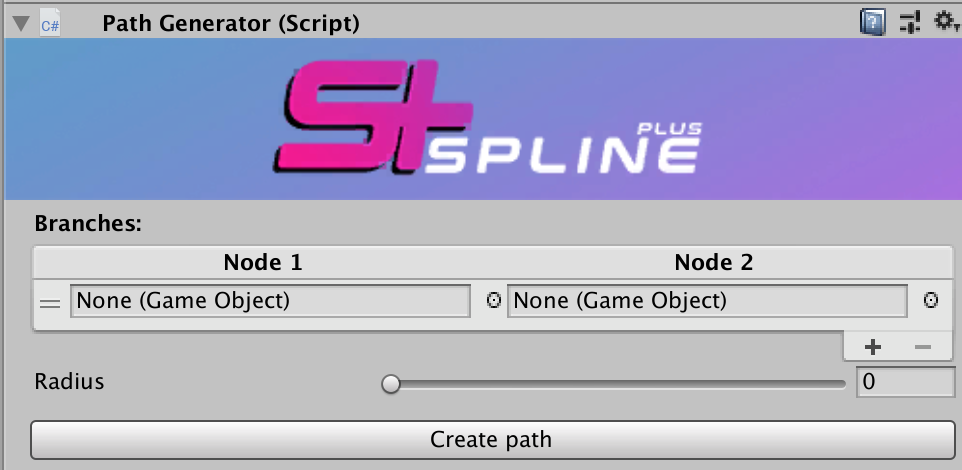 C# Path Generator (Script)
S+ SPLINE PLUS
Branches:
Node 1 Node 2
None (Game Object) None (Game Object)
Radius 0
Create path